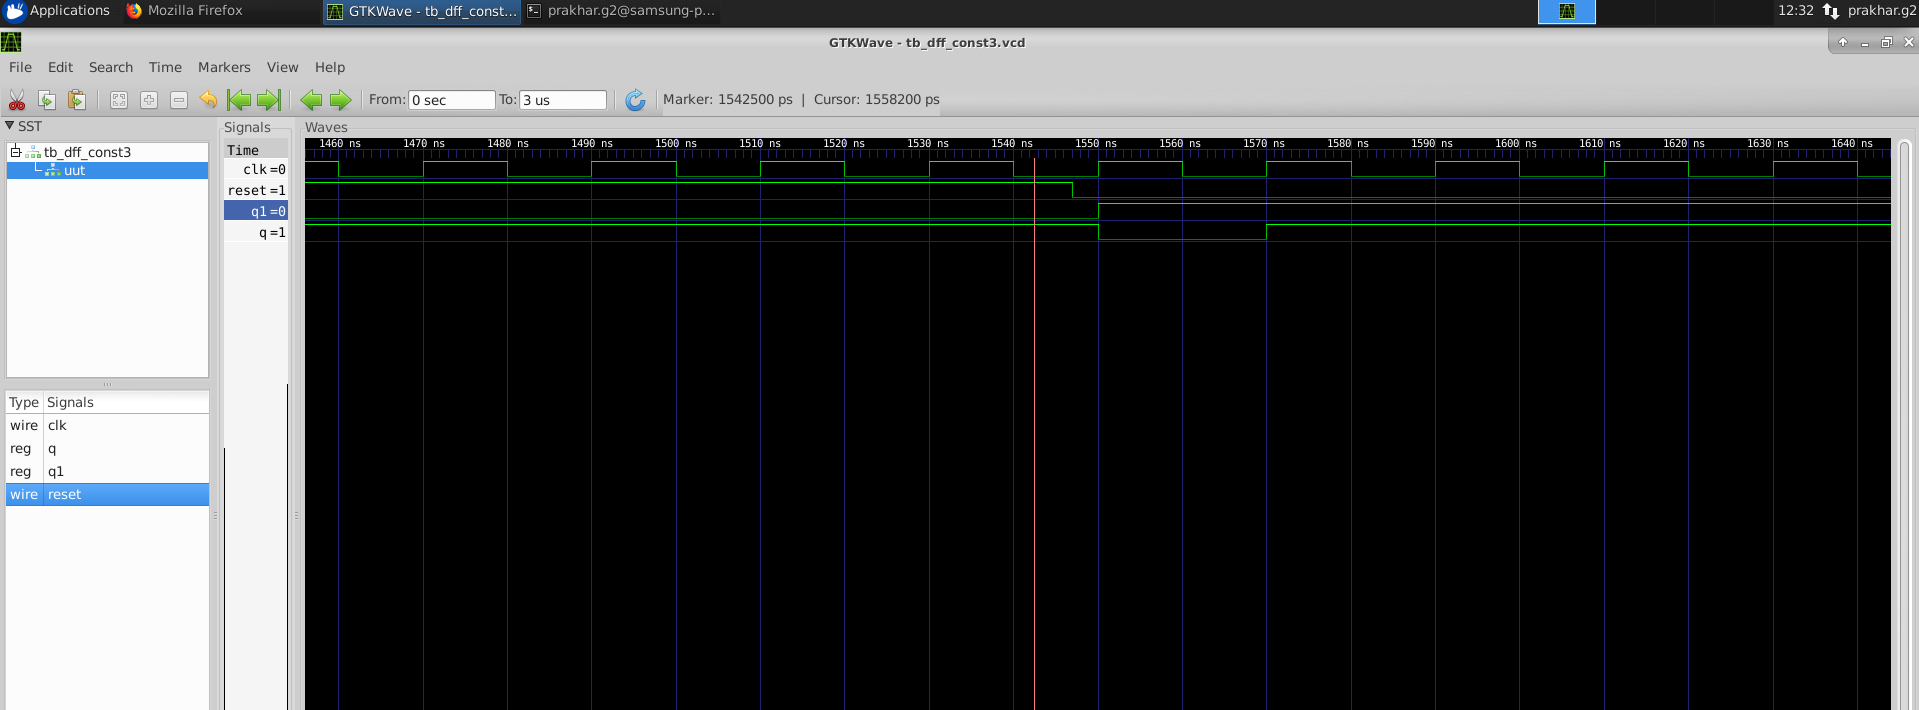 Applications Mozilla Firefox GTKWave - tb_dff_const... prakhar.g2@samsung-p... 12:32 prakhar.g2
GTKWave - tb_dff_const3.vcd
File Edit Search Time Markers View Help
From: 0 sec To: 3 us Marker: 1542500 ps | Cursor: 1558200 ps
SST
tb_dff_const3
uut
Type Signals
wire clk
reg q
reg q1
wire reset
Signals
Time
clk=0
reset=1
q1=0
q=1
Waves
1460 ns 1470 ns 1480 ns 1490 ns 1500 ns 1510 ns 1520 ns 1530 ns 1540 ns 1550 ns 1560 ns 1570 ns 1580 ns 1590 ns 1600 ns 1610 ns 1620 ns 1630 ns 1640 ns